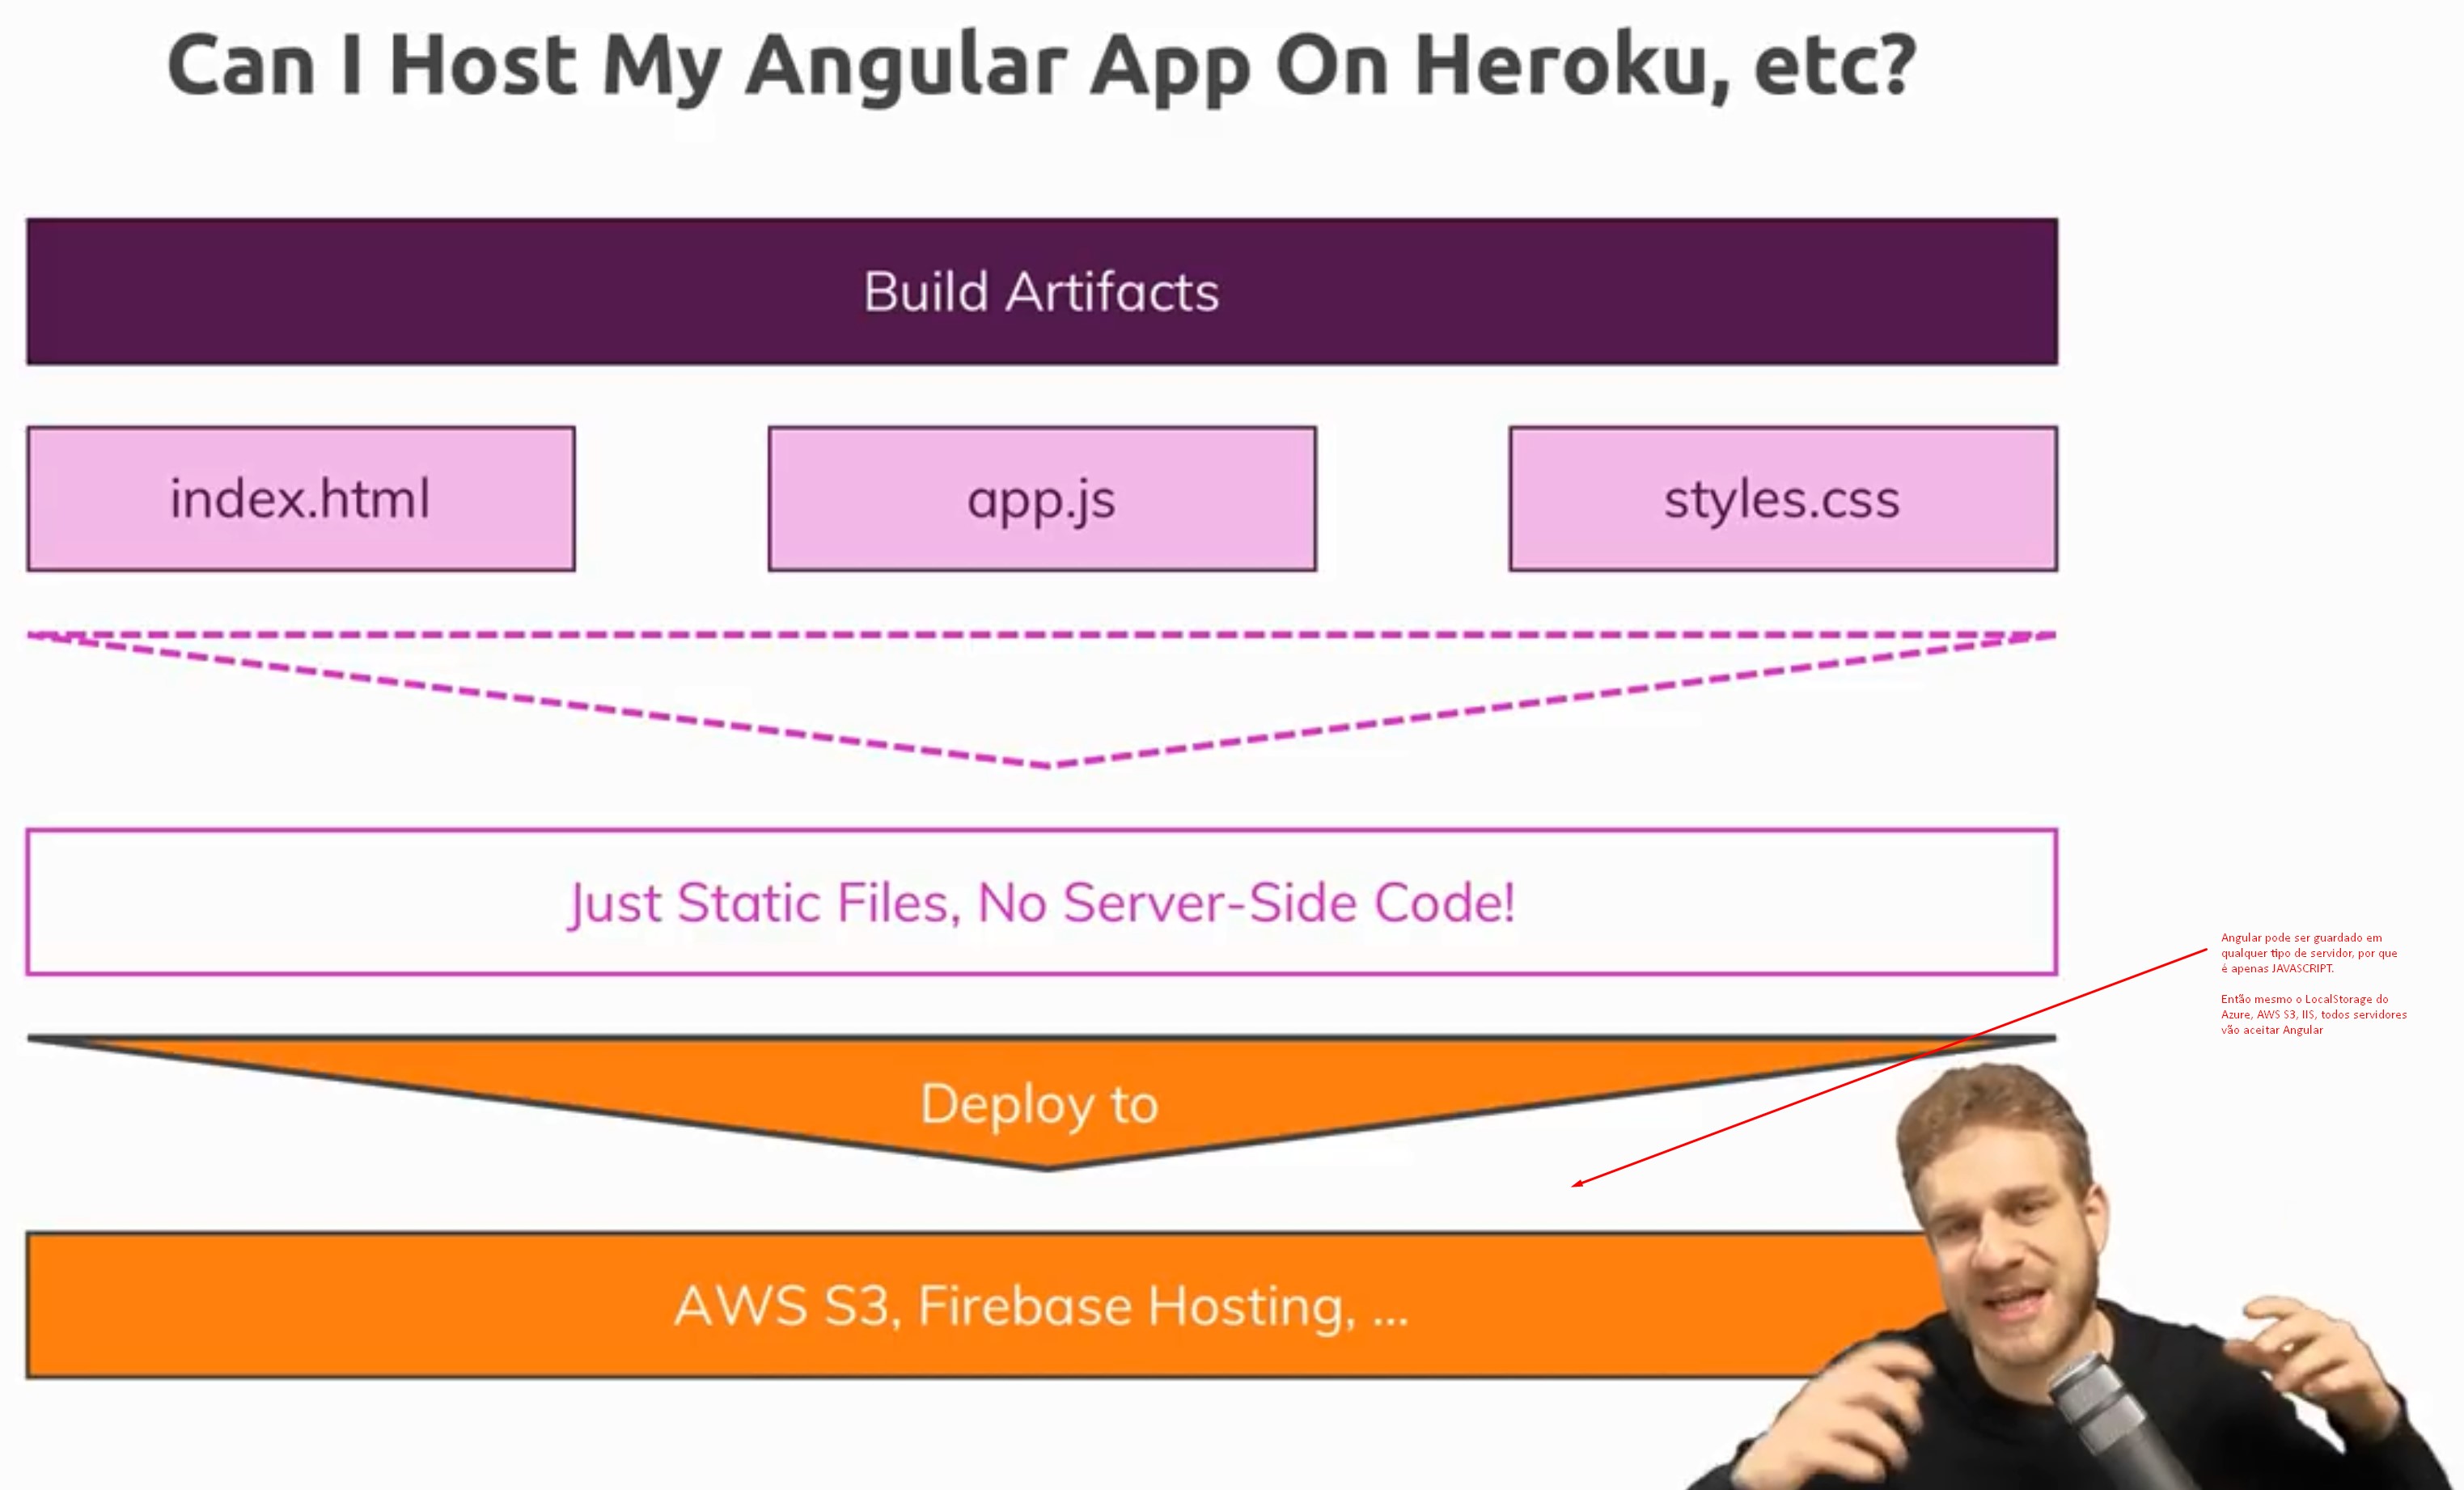 Can I Host My Angular App On Heroku, etc?
Build Artifacts
index.html
app.js
styles.css
Just Static Files, No Server-Side Code!
Angular pode ser guardado em
qualquer tipo de servidor, por que
é apenas JAVASCRIPT.
Então mesmo o LocalStorage do
Azure, AWS S3, IIS, todos servidores
vão aceitar Angular
Deploy to
AWS S3, Firebase Hosting, ...